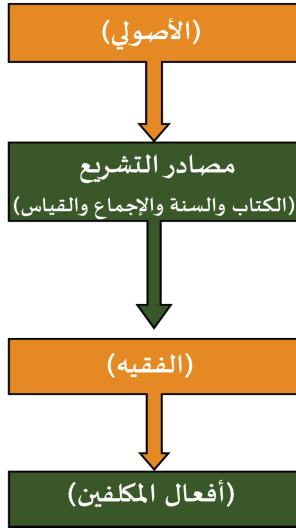 (الأصولي)
مصادر التشريع
(الكتاب والسنة والإجماع والقياس)
(الفقيه)
(أفعال المكلفين)